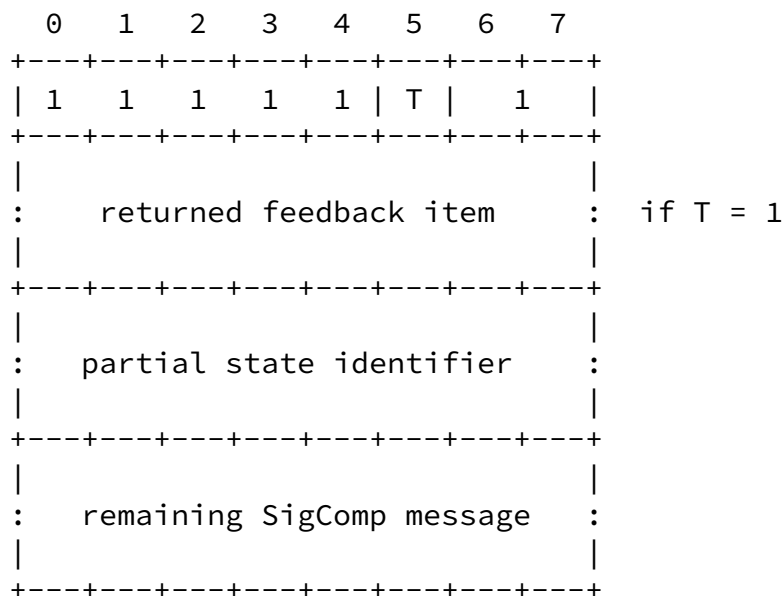 0   1   2   3   4   5   6   7
+---+---+---+---+---+---+---+---+
| 1   1   1   1   1 | T |   1   |
+---+---+---+---+---+---+---+---+
|                               |
:    returned feedback item     :  if T = 1
|                               |
+---+---+---+---+---+---+---+---+
|                               |
:   partial state identifier    :
|                               |
+---+---+---+---+---+---+---+---+
|                               |
:   remaining SigComp message   :
|                               |
+---+---+---+---+---+---+---+---+